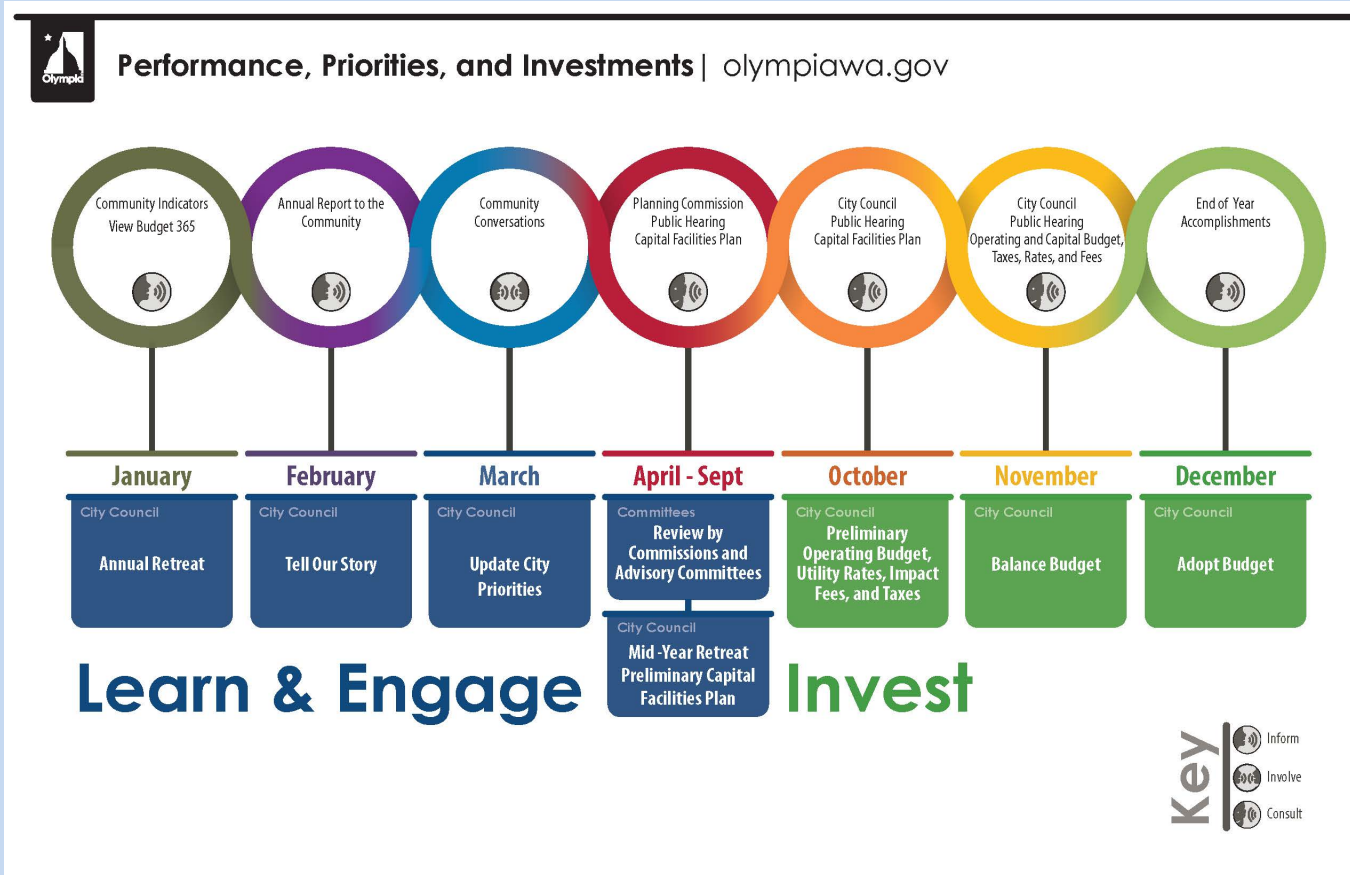 Olympia
Performance, Priorities, and Investments | olympiawa.gov
Community Indicators
View Budget 365
Annual Report to the
Community
Community
Conversations
Planning Commission
Public Hearing
Capital Facilities Plan
City Council
Public Hearing
Capital Facilities Plan
City Council
Public Hearing
Operating and Capital Budget,
Taxes, Rates, and Fees
End of Year
Accomplishments
January
City Council
Annual Retreat
February
City Council
Tell Our Story
March
City Council
Update City
Priorities
April - Sept
Committees
Review by
Commissions and
Advisory Committees
City Council
Mid -Year Retreat
Preliminary Capital
Facilities Plan
October
City Council
Preliminary
Operating Budget,
Utility Rates, Impact
Fees, and Taxes
November
City Council
Balance Budget
December
City Council
Adopt Budget
Learn & Engage
Invest
Key
Inform
Involve
Consult